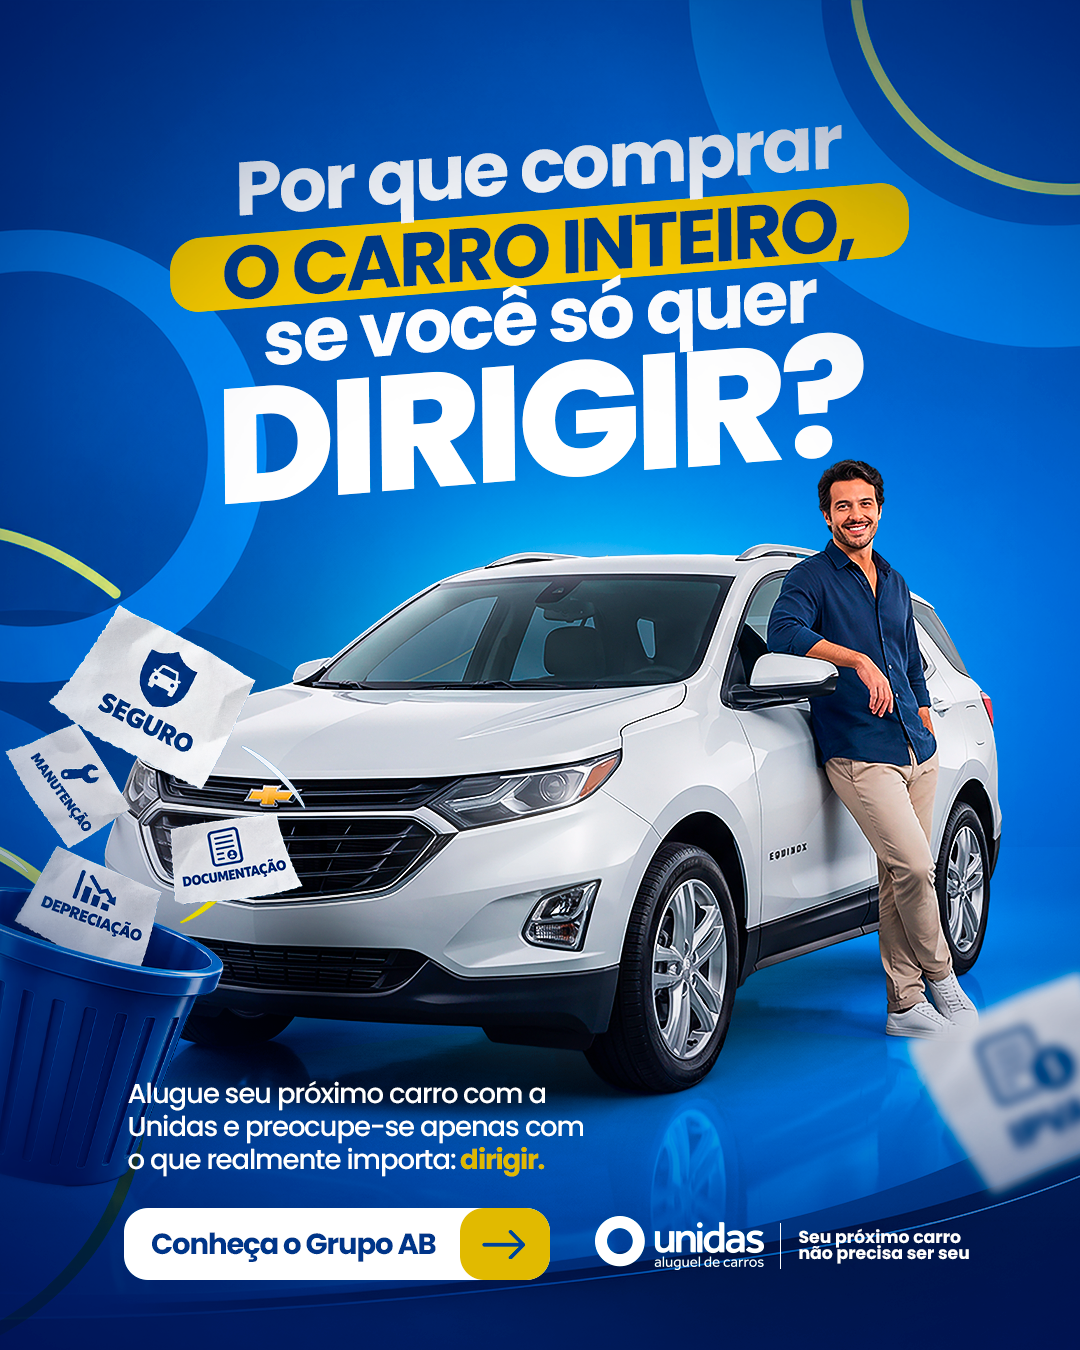 Por que comprar
O CARRO INTEIRO,
se você só quer
DIRIGIR?
SEGURO
MANUTENÇÃO
DOCUMENTAÇÃO
DEPRECIAÇÃO
EQUINOX
IPVA
Alugue seu próximo carro com a
Unidas e preocupe-se apenas com
o que realmente importa: dirigir.
Conheça o Grupo AB
unidas
aluguel de carros
Seu próximo carro
não precisa ser seu